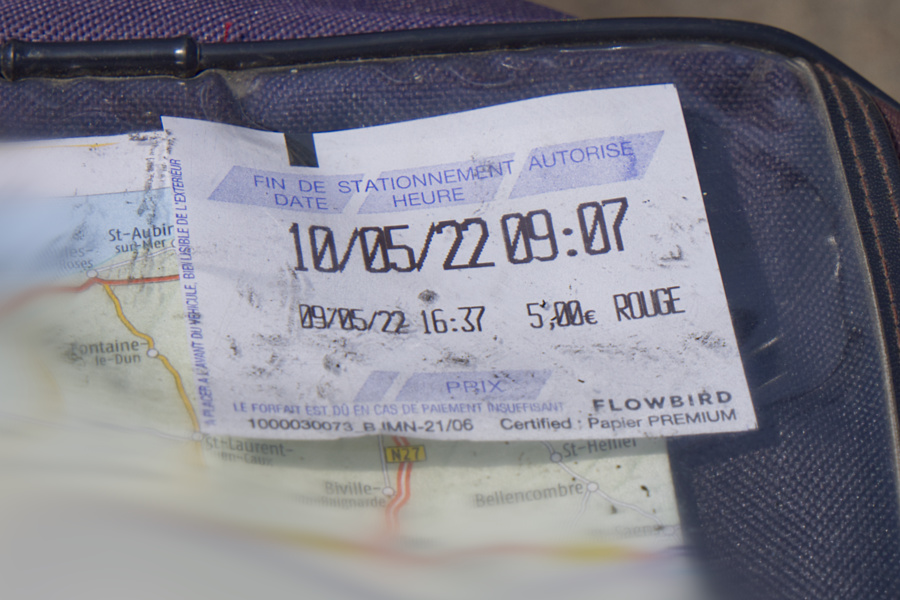 FIN DE STATIONNEMENT AUTORISE
DATE HEURE
10/05/22 09:07
09/05/22 16:37 5,00€ ROUGE
PRIX
LE FORFAIT EST DÛ EN CAS DE PAIEMENT INSUFFISANT
FLOWBIRD
1000030073 B IMN-21/06 Certified : Papier PREMIUM
A PLACER A L'AVANT DU VEHICULE, BIEN LISIBLE DE L'EXTERIEUR
St-Aubin
sur-Mer
Fontaine-
le-Dun
St-Laurent-
en-Caux
N27
St-Hellier
Biville-
Bellencombre